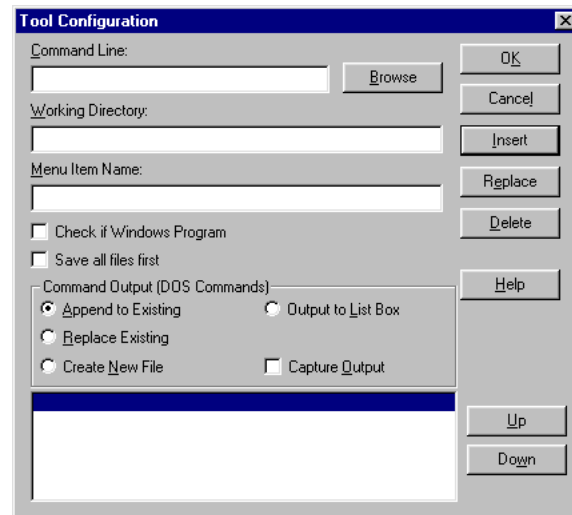 Tool Configuration
Command Line:
Browse
Working Directory:
Menu Item Name:
Check if Windows Program
Save all files first
Command Output (DOS Commands)
Append to Existing
Output to List Box
Replace Existing
Create New File
Capture Output
OK
Cancel
Insert
Replace
Delete
Help
Up
Down